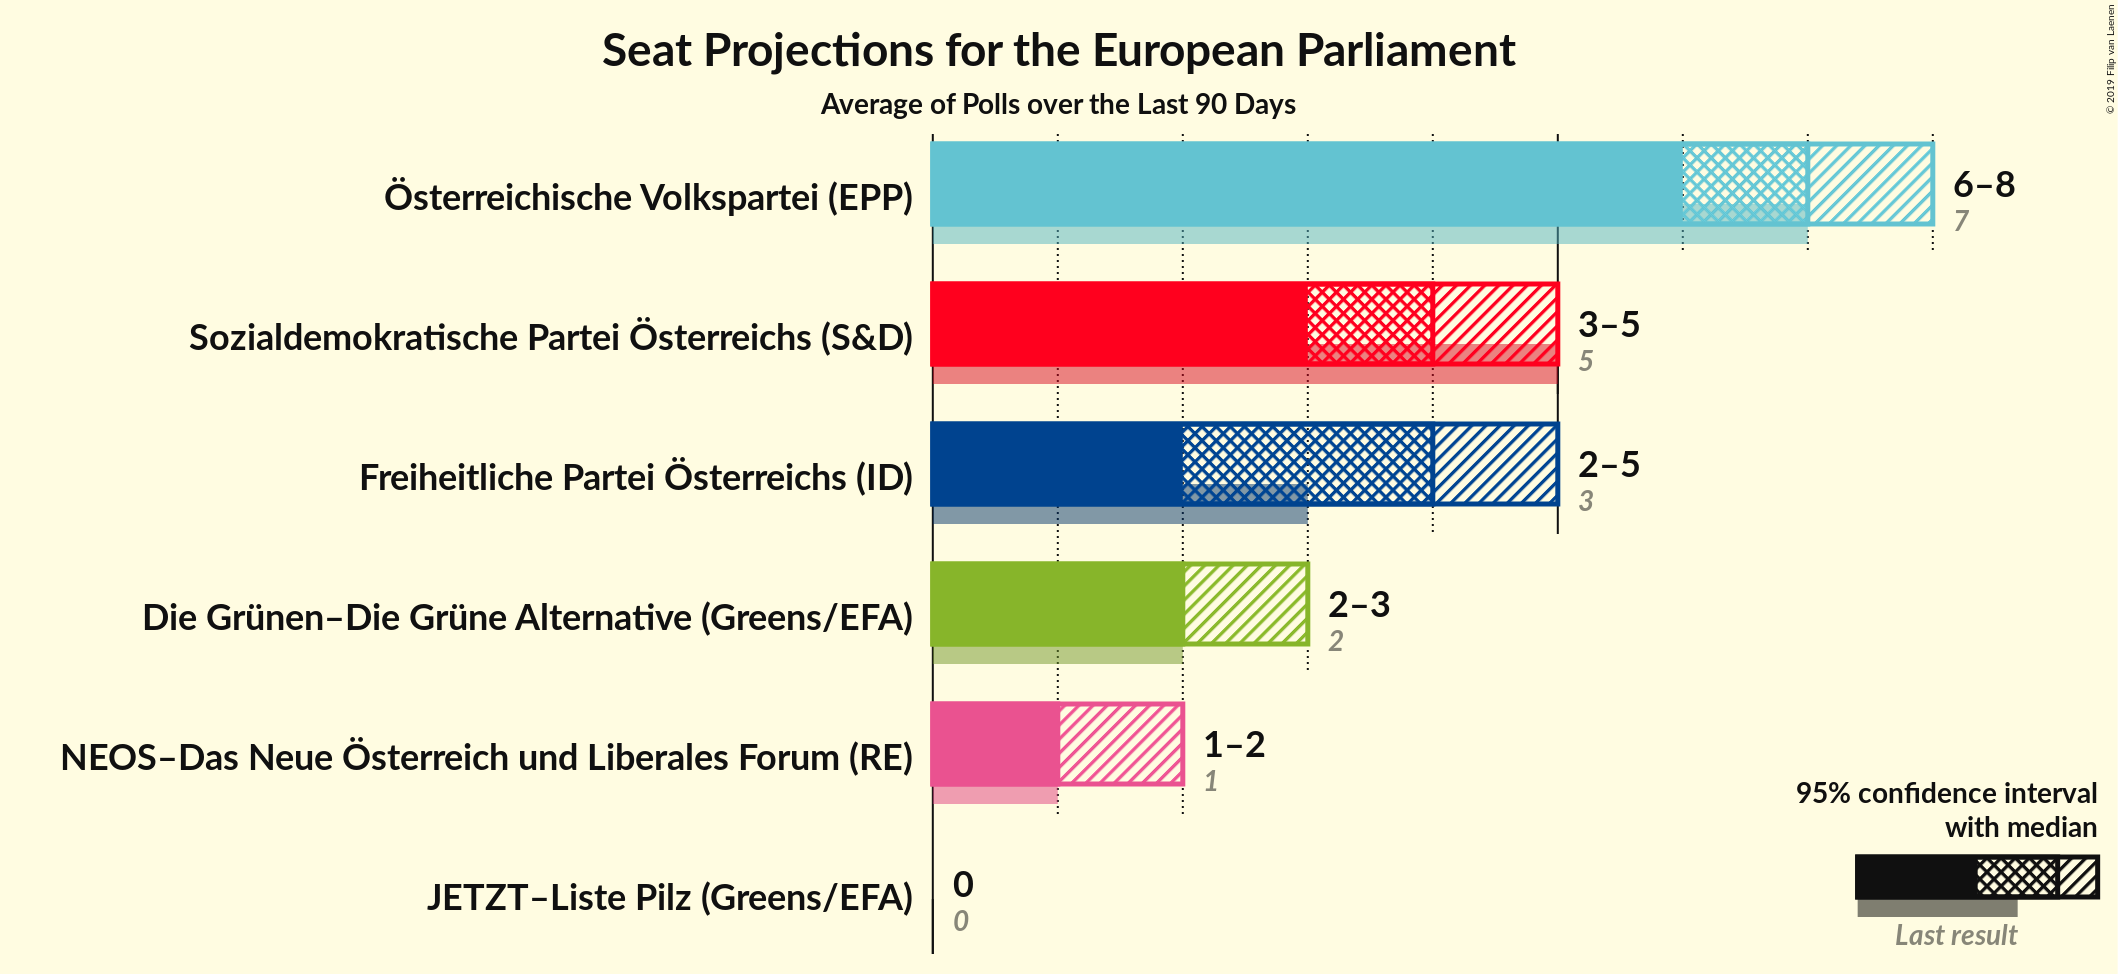 Seat Projections for the European Parliament
Average of Polls over the Last 90 Days
© 2019 Filip van Laenen
Österreichische Volkspartei (EPP)
6–8
7
Sozialdemokratische Partei Österreichs (S&D)
3–5
5
Freiheitliche Partei Österreichs (ID)
2–5
3
Die Grünen–Die Grüne Alternative (Greens/EFA)
2–3
2
NEOS–Das Neue Österreich und Liberales Forum (RE)
1–2
1
JETZT–Liste Pilz (Greens/EFA)
0
0
95% confidence interval
with median
Last result